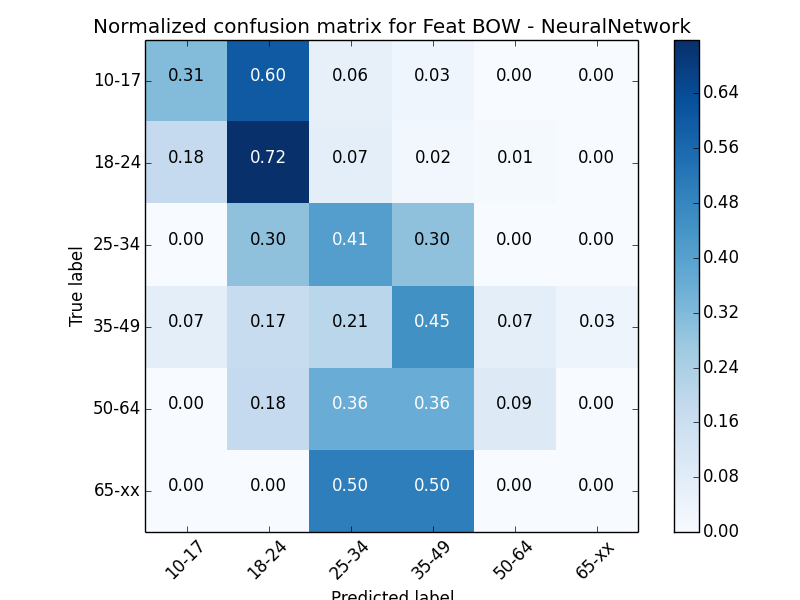 Normalized confusion matrix for Feat BOW - NeuralNetwork
10-17 0.31 0.60 0.06 0.03 0.00 0.00
18-24 0.18 0.72 0.07 0.02 0.01 0.00
25-34 0.00 0.30 0.41 0.30 0.00 0.00
35-49 0.07 0.17 0.21 0.45 0.07 0.03
50-64 0.00 0.18 0.36 0.36 0.09 0.00
65-xx 0.00 0.00 0.50 0.50 0.00 0.00
True label
10-17 18-24 25-34 35-49 50-64 65-xx
Predicted label
0.64
0.56
0.48
0.40
0.32
0.24
0.16
0.08
0.00